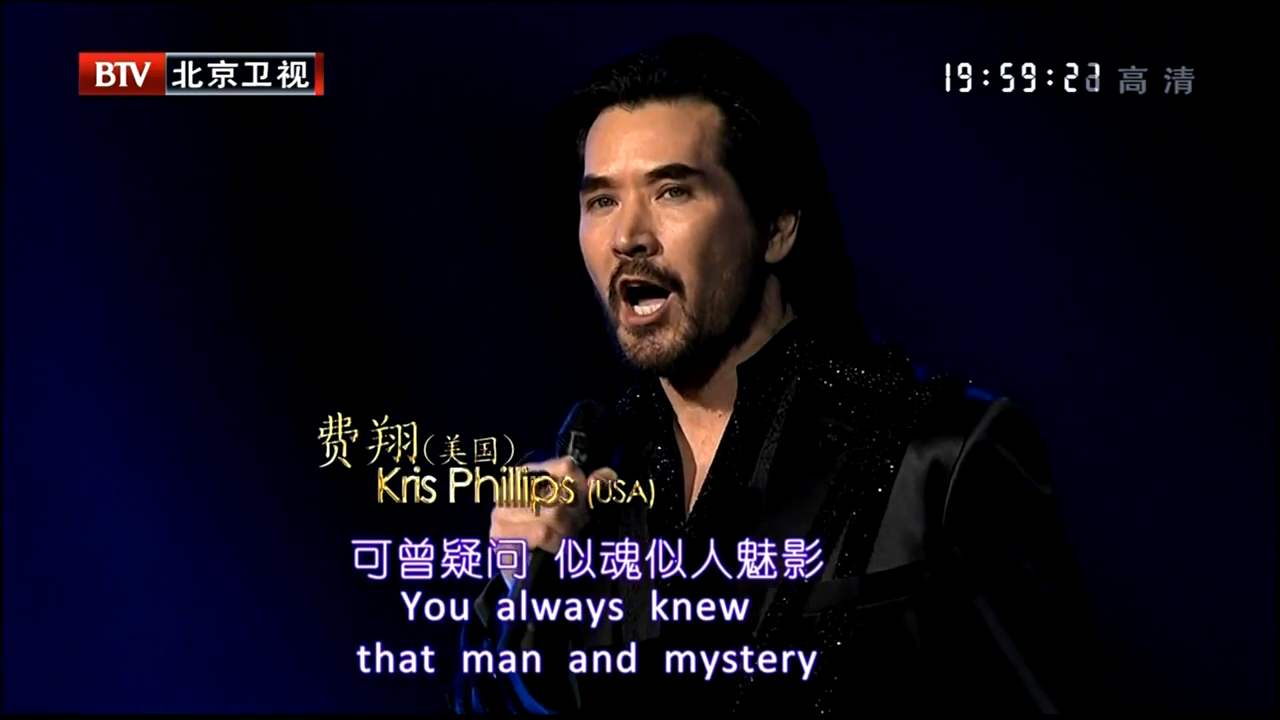 BTV 北京卫视
19:59:22 高清
费翔(美国)
Kris Phillips (USA)
可曾疑问 似魂似人魅影
You always knew
that man and mystery